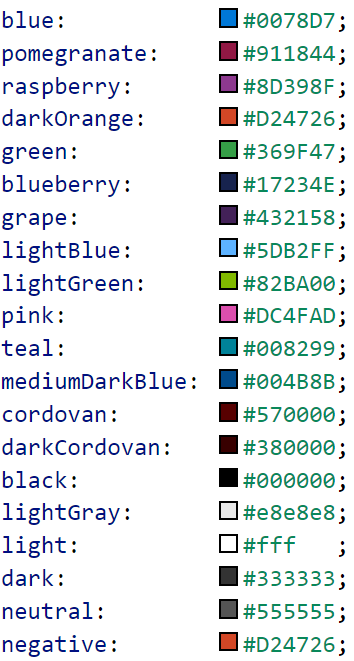 blue: #0078D7;
pomegranate: #911844;
raspberry: #8D398F;
darkOrange: #D24726;
green: #369F47;
blueberry: #17234E;
grape: #432158;
lightBlue: #5DB2FF;
lightGreen: #82BA00;
pink: #DC4FAD;
teal: #008299;
mediumDarkBlue: #004B8B;
cordovan: #570000;
darkCordovan: #380000;
black: #000000;
lightGray: #e8e8e8;
light: #fff ;
dark: #333333;
neutral: #555555;
negative: #D24726;